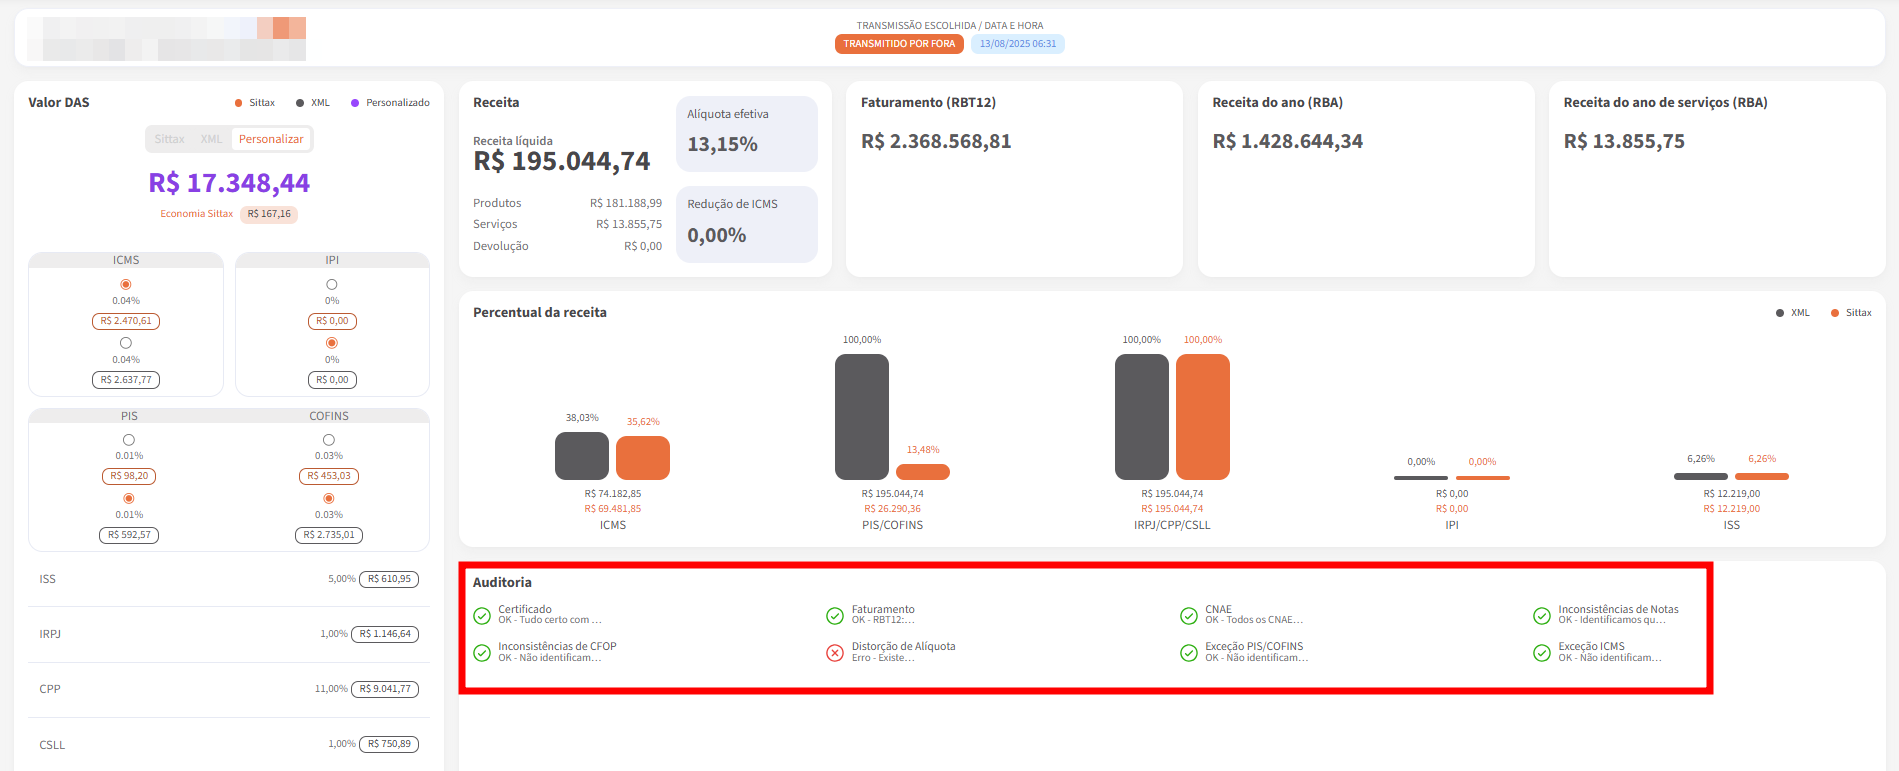 TRANSMISSÃO ESCOLHIDA / DATA E HORA
TRANSMITIDO POR FORA 13/08/2025 06:31
Valor DAS
Sittax XML Personalizado
Sittax XML Personalizar
R$ 17.348,44
Economia Sittax R$ 167,16
ICMS
0.04%
R$ 2.470,61
0.04%
R$ 2.637,77
IPI
0%
R$ 0,00
0%
R$ 0,00
PIS
0.01%
R$ 98,20
0.01%
R$ 592,57
COFINS
0.03%
R$ 453,03
0.03%
R$ 2.735,01
ISS 5,00% R$ 610,95
IRPJ 1,00% R$ 1.146,64
CPP 11,00% R$ 9.041,77
CSLL 1,00% R$ 750,89
Receita
Receita líquida
R$ 195.044,74
Produtos R$ 181.188,99
Serviços R$ 13.855,75
Devolução R$ 0,00
Alíquota efetiva
13,15%
Redução de ICMS
0,00%
Faturamento (RBT12)
R$ 2.368.568,81
Receita do ano (RBA)
R$ 1.428.644,34
Receita do ano de serviços (RBA)
R$ 13.855,75
Percentual da receita
XML Sittax
38,03% 35,62%
R$ 74.182,85
R$ 69.481,85
ICMS
100,00% 13,48%
R$ 195.044,74
R$ 26.290,36
PIS/COFINS
100,00% 100,00%
R$ 195.044,74
R$ 195.044,74
IRPJ/CPP/CSLL
0,00% 0,00%
R$ 0,00
R$ 0,00
IPI
6,26% 6,26%
R$ 12.219,00
R$ 12.219,00
ISS
Auditoria
Certificado
OK - Tudo certo com ...
Faturamento
OK - RBT12:...
CNAE
OK - Todos os CNAE...
Inconsistências de Notas
OK - Identificamos qu...
Inconsistências de CFOP
OK - Não identificam...
Distorção de Alíquota
Erro - Existe...
Exceção PIS/COFINS
OK - Não identificam...
Exceção ICMS
OK - Não identificam...